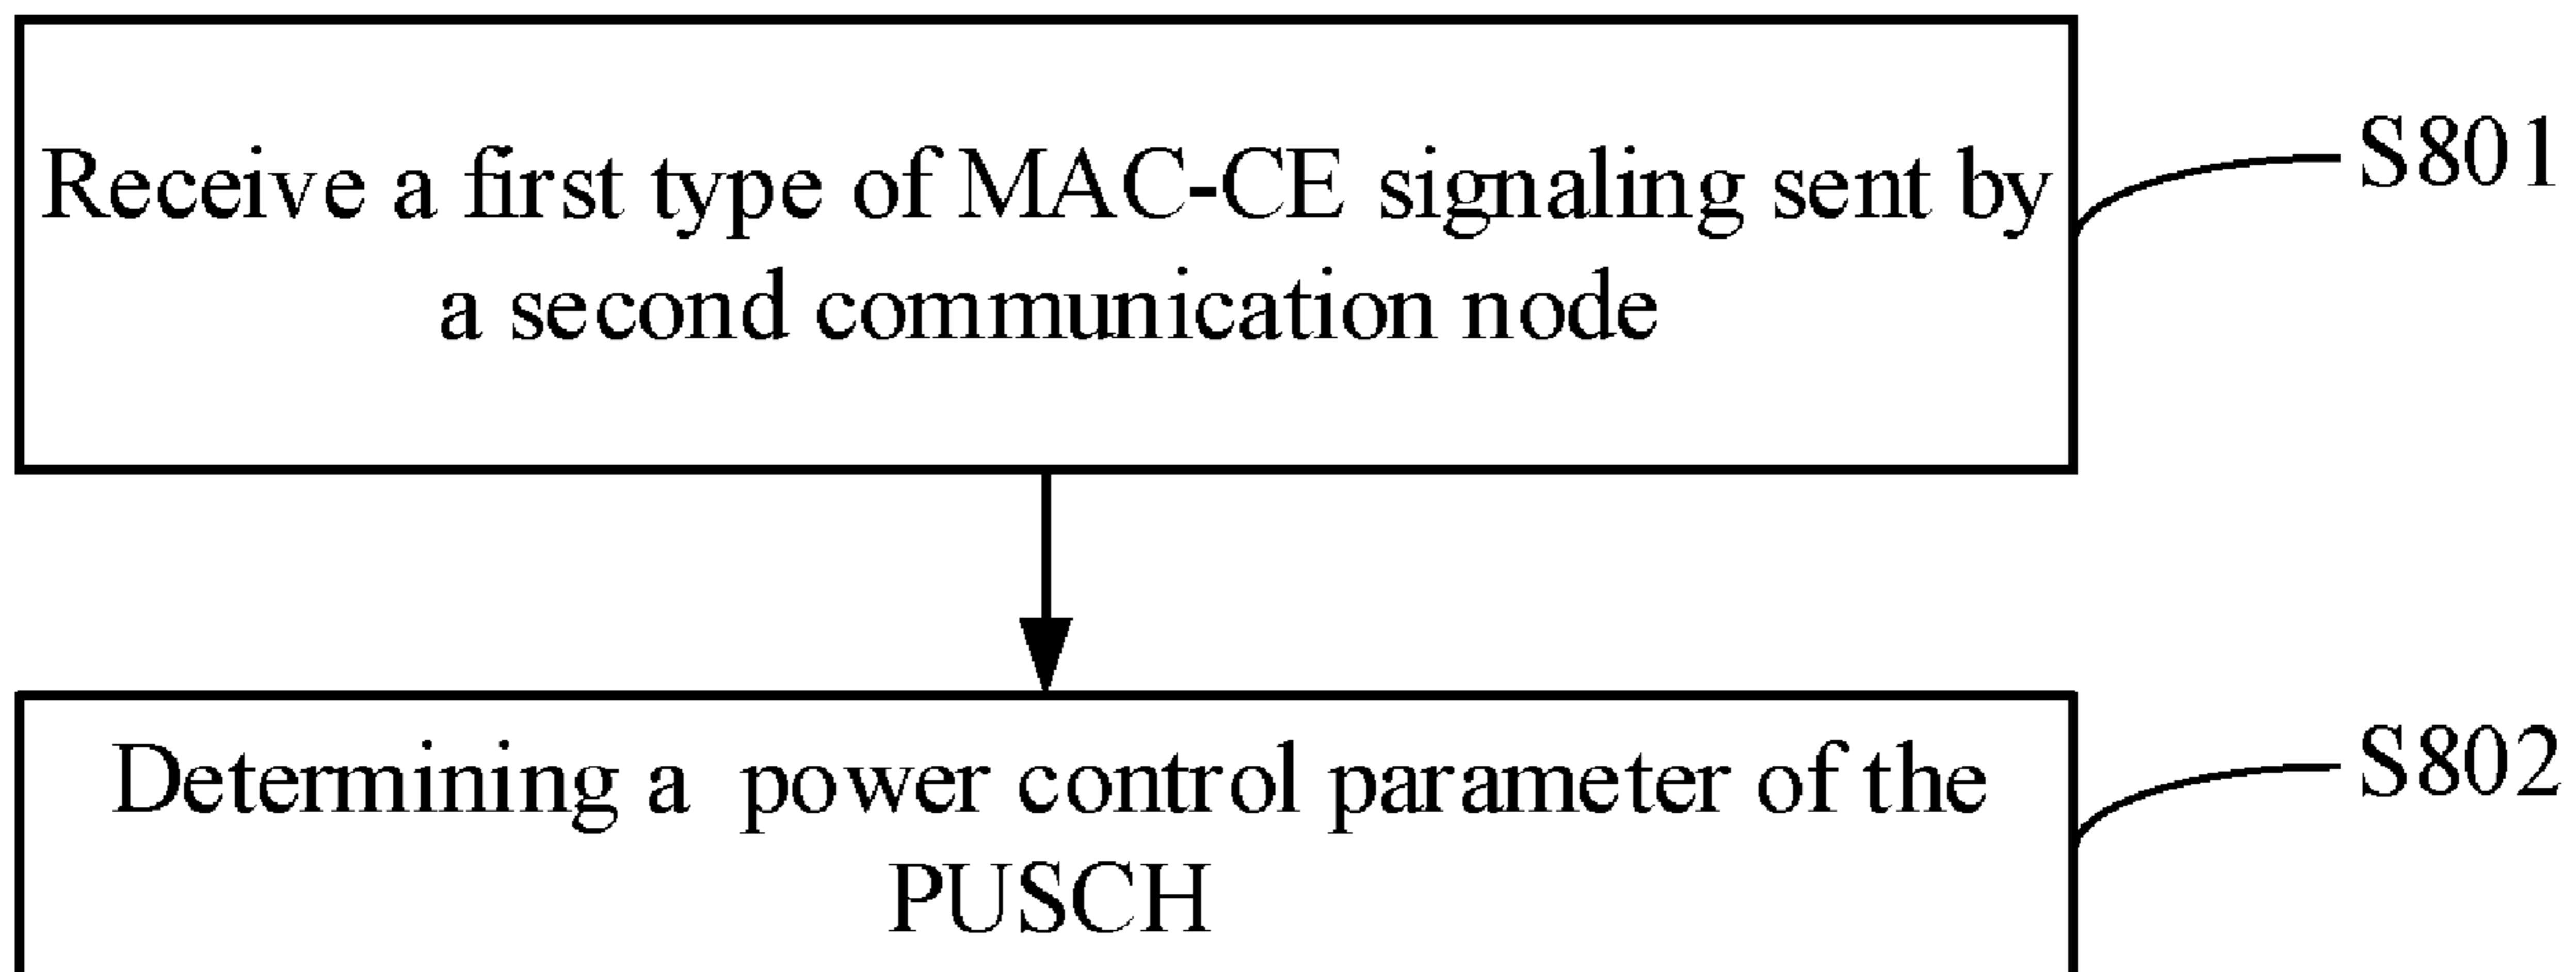 Receive a first type of MAC-CE signaling sent by
S801
a second communication node
Determining a power control parameter of the
S802
PUSCH